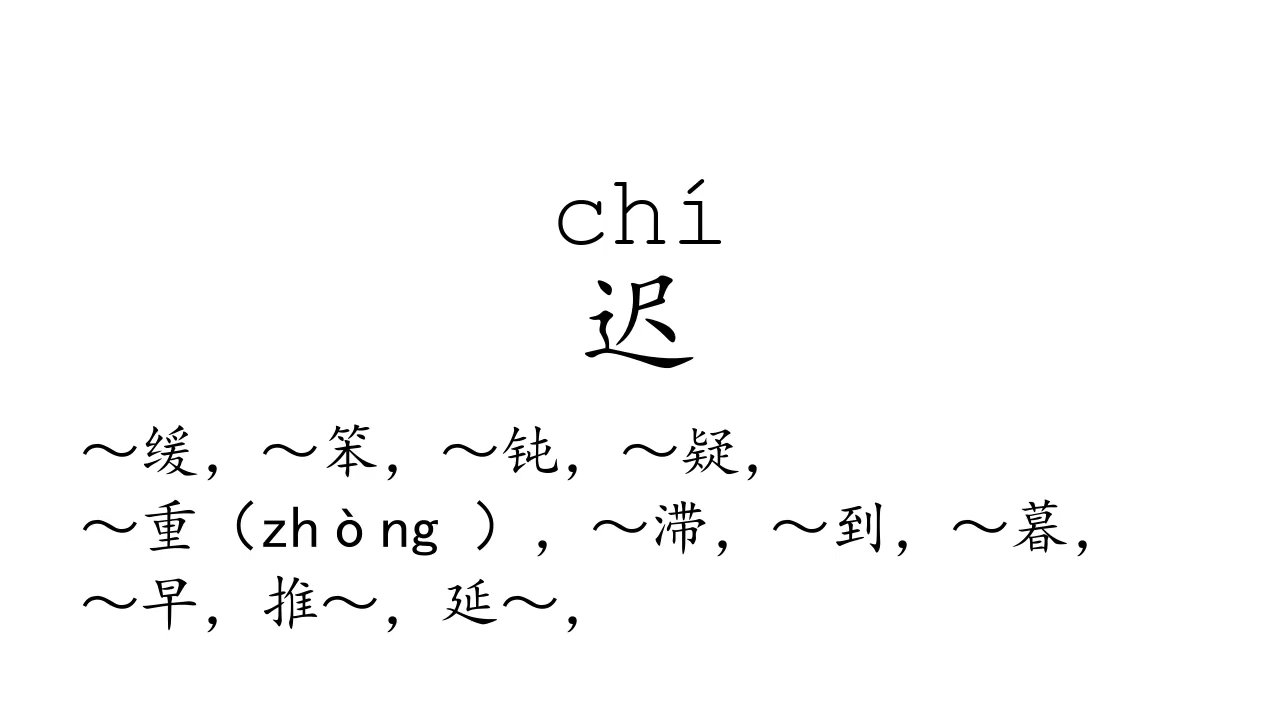 chí
迟
～缓，～笨，～钝，～疑，
～重（zhòng ），～滞，～到，～暮，
～早，推～，延～，